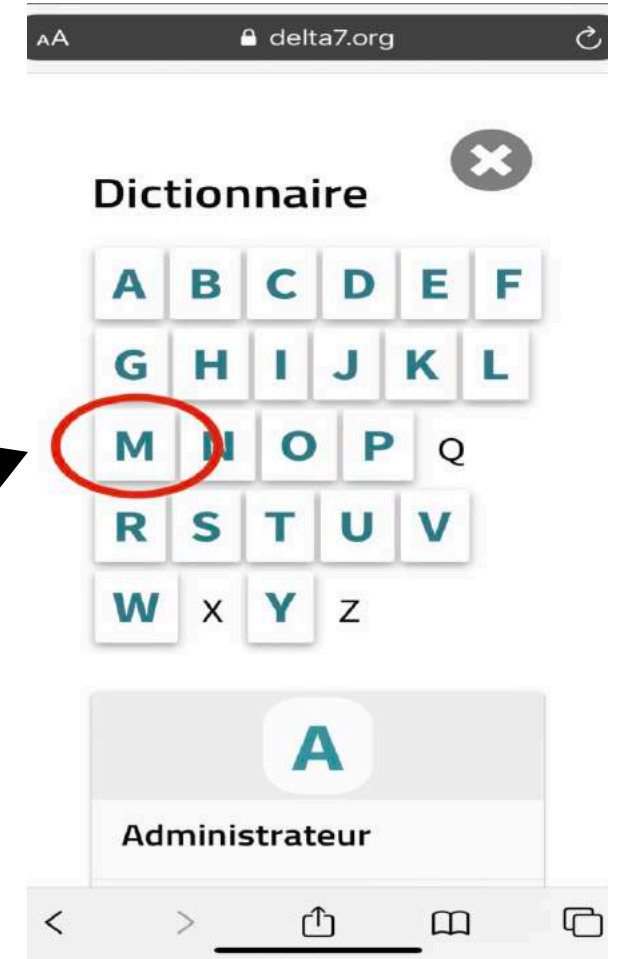 AA delta7.org
Dictionnaire
A B C D E F
G H I J K L
M N O P Q
R S T U V
W X Y Z
A
Administrateur